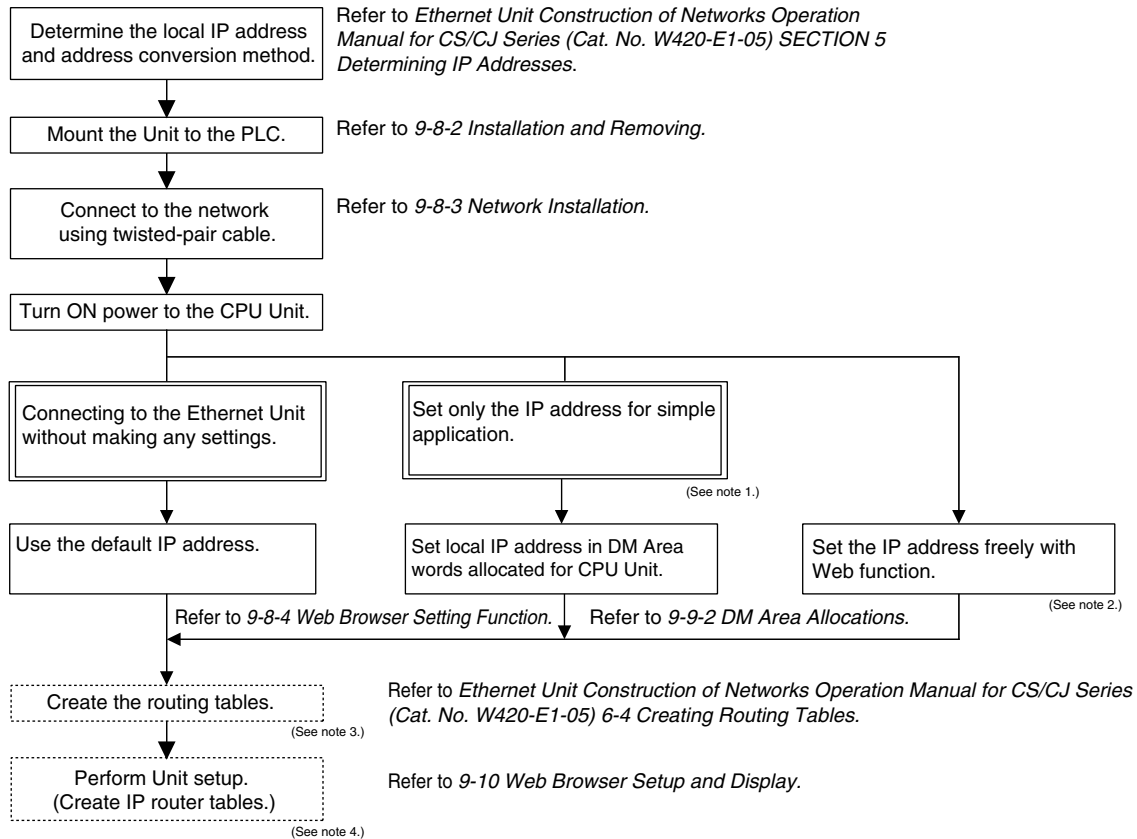 Determine the local IP address
and address conversion method.
Refer to Ethernet Unit Construction of Networks Operation
Manual for CS/CJ Series (Cat. No. W420-E1-05) SECTION 5
Determining IP Addresses.
Mount the Unit to the PLC.
Refer to 9-8-2 Installation and Removing.
Connect to the network
using twisted-pair cable.
Refer to 9-8-3 Network Installation.
Turn ON power to the CPU Unit.
Connecting to the Ethernet Unit
without making any settings.
Set only the IP address for simple
application.
(See note 1.)
Use the default IP address.
Set local IP address in DM Area
words allocated for CPU Unit.
Set the IP address freely with
Web function.
(See note 2.)
Refer to 9-8-4 Web Browser Setting Function.
Refer to 9-9-2 DM Area Allocations.
Create the routing tables.
(See note 3.)
Refer to Ethernet Unit Construction of Networks Operation Manual for CS/CJ Series
(Cat. No. W420-E1-05) 6-4 Creating Routing Tables.
Perform Unit setup.
(Create IP router tables.)
(See note 4.)
Refer to 9-10 Web Browser Setup and Display.